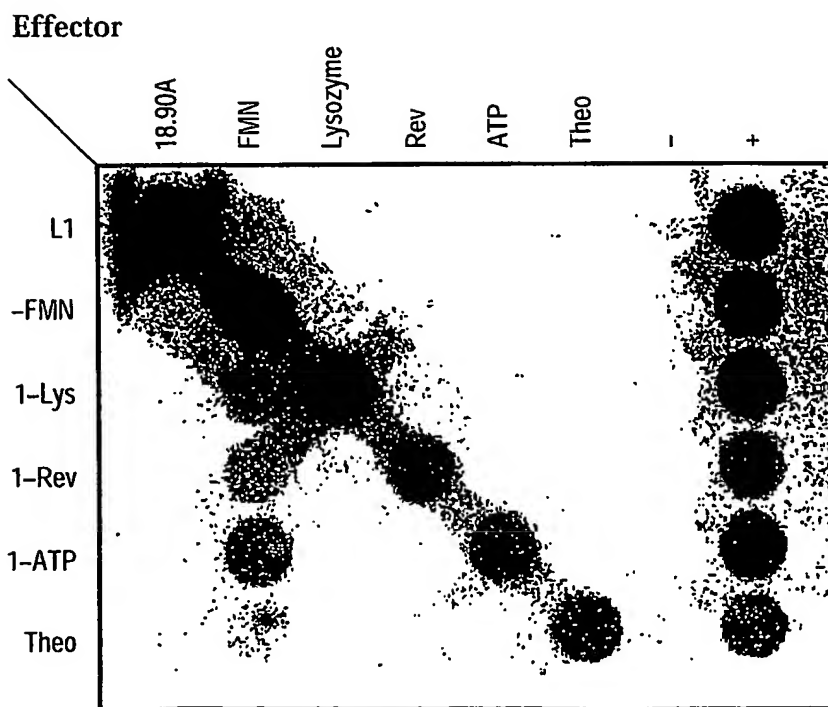 Effector
18.90A
FMN
Lysozyme
Rev
ATP
Theo
-
+
L1
-FMN
1-Lys
1-Rev
1-ATP
Theo